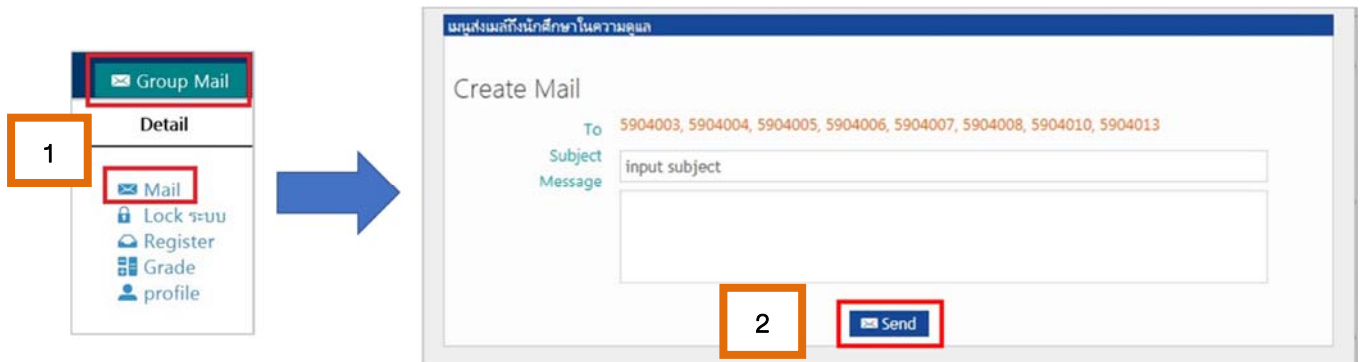 Group Mail
Detail
1
Mail
Lock ระบบ
Register
Grade
profile
เมนูส่งเมล์ถึงนักศึกษาในความดูแล
Create Mail
To 5904003, 5904004, 5904005, 5904006, 5904007, 5904008, 5904010, 5904013
Subject input subject
Message
2
Send